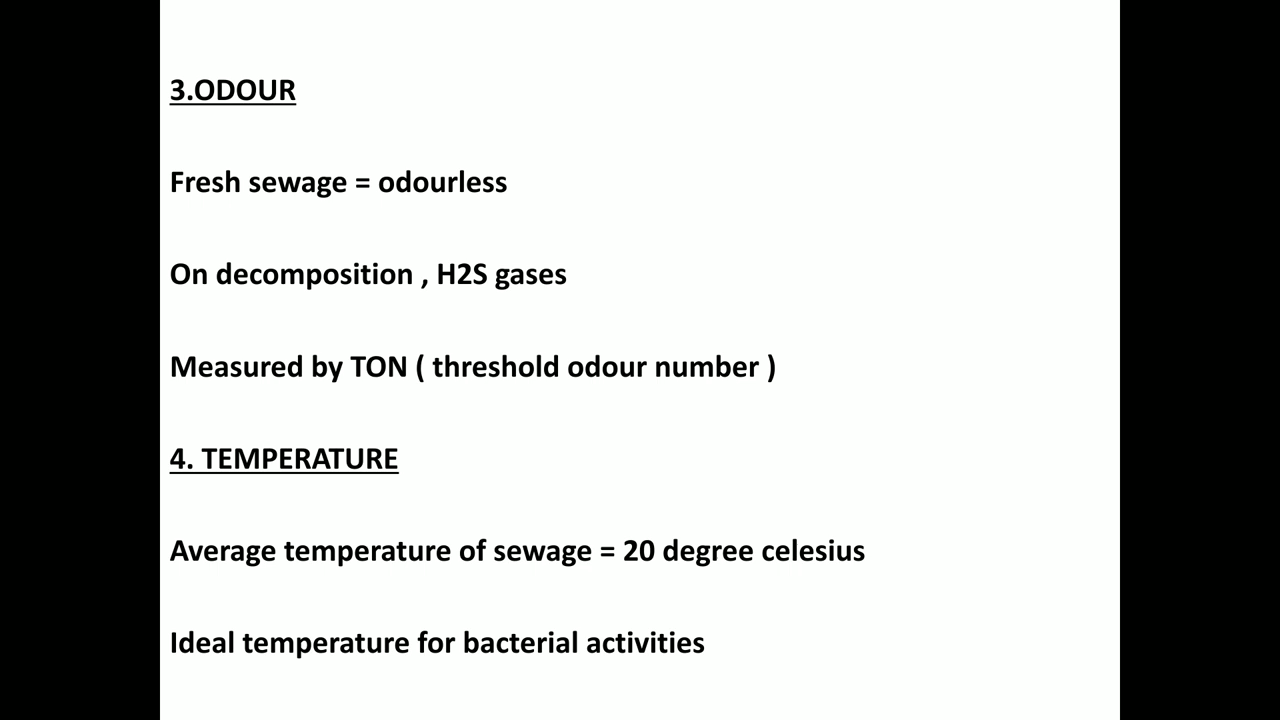 3.ODOUR
Fresh sewage = odourless
On decomposition , H2S gases
Measured by TON ( threshold odour number )
4. TEMPERATURE
Average temperature of sewage = 20 degree celesius
Ideal temperature for bacterial activities